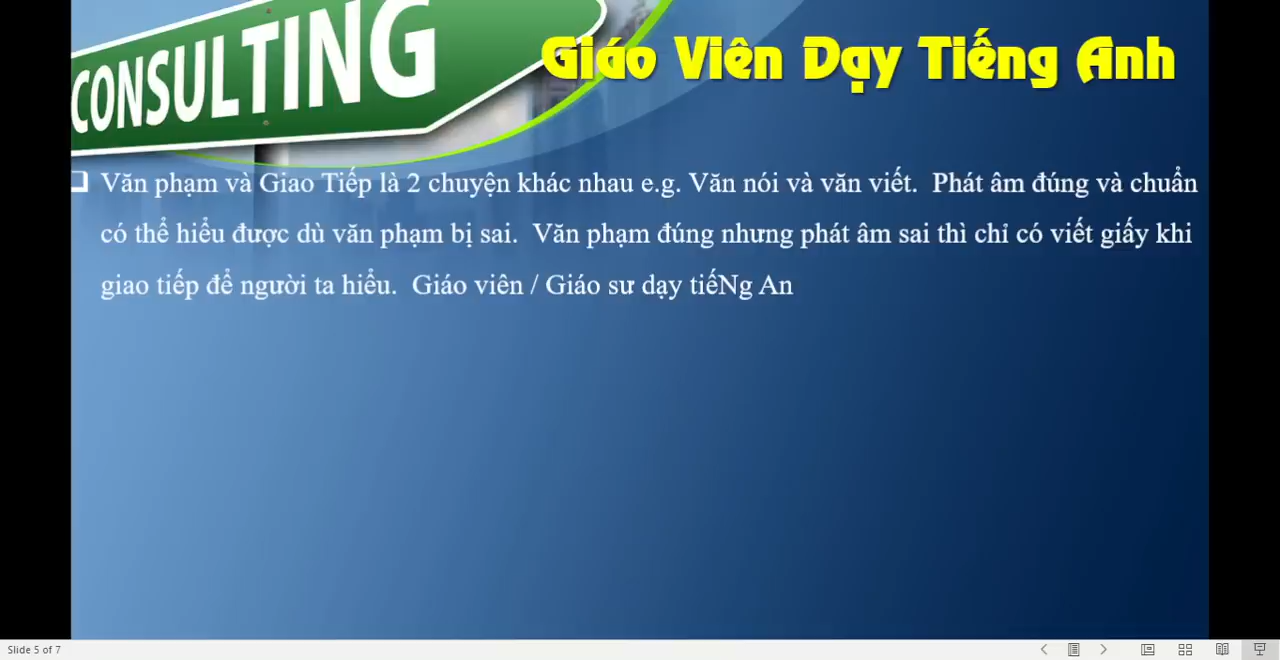 CONSULTING
Giáo Viên Dạy Tiếng Anh
Văn phạm và Giao Tiếp là 2 chuyện khác nhau e.g. Văn nói và văn viết. Phát âm đúng và chuẩn
có thể hiểu được dù văn phạm bị sai. Văn phạm đúng nhưng phát âm sai thì chỉ có viết giấy khi
giao tiếp để người ta hiểu. Giáo viên / Giáo sư dạy tiếNg An
Slide 5 of 7